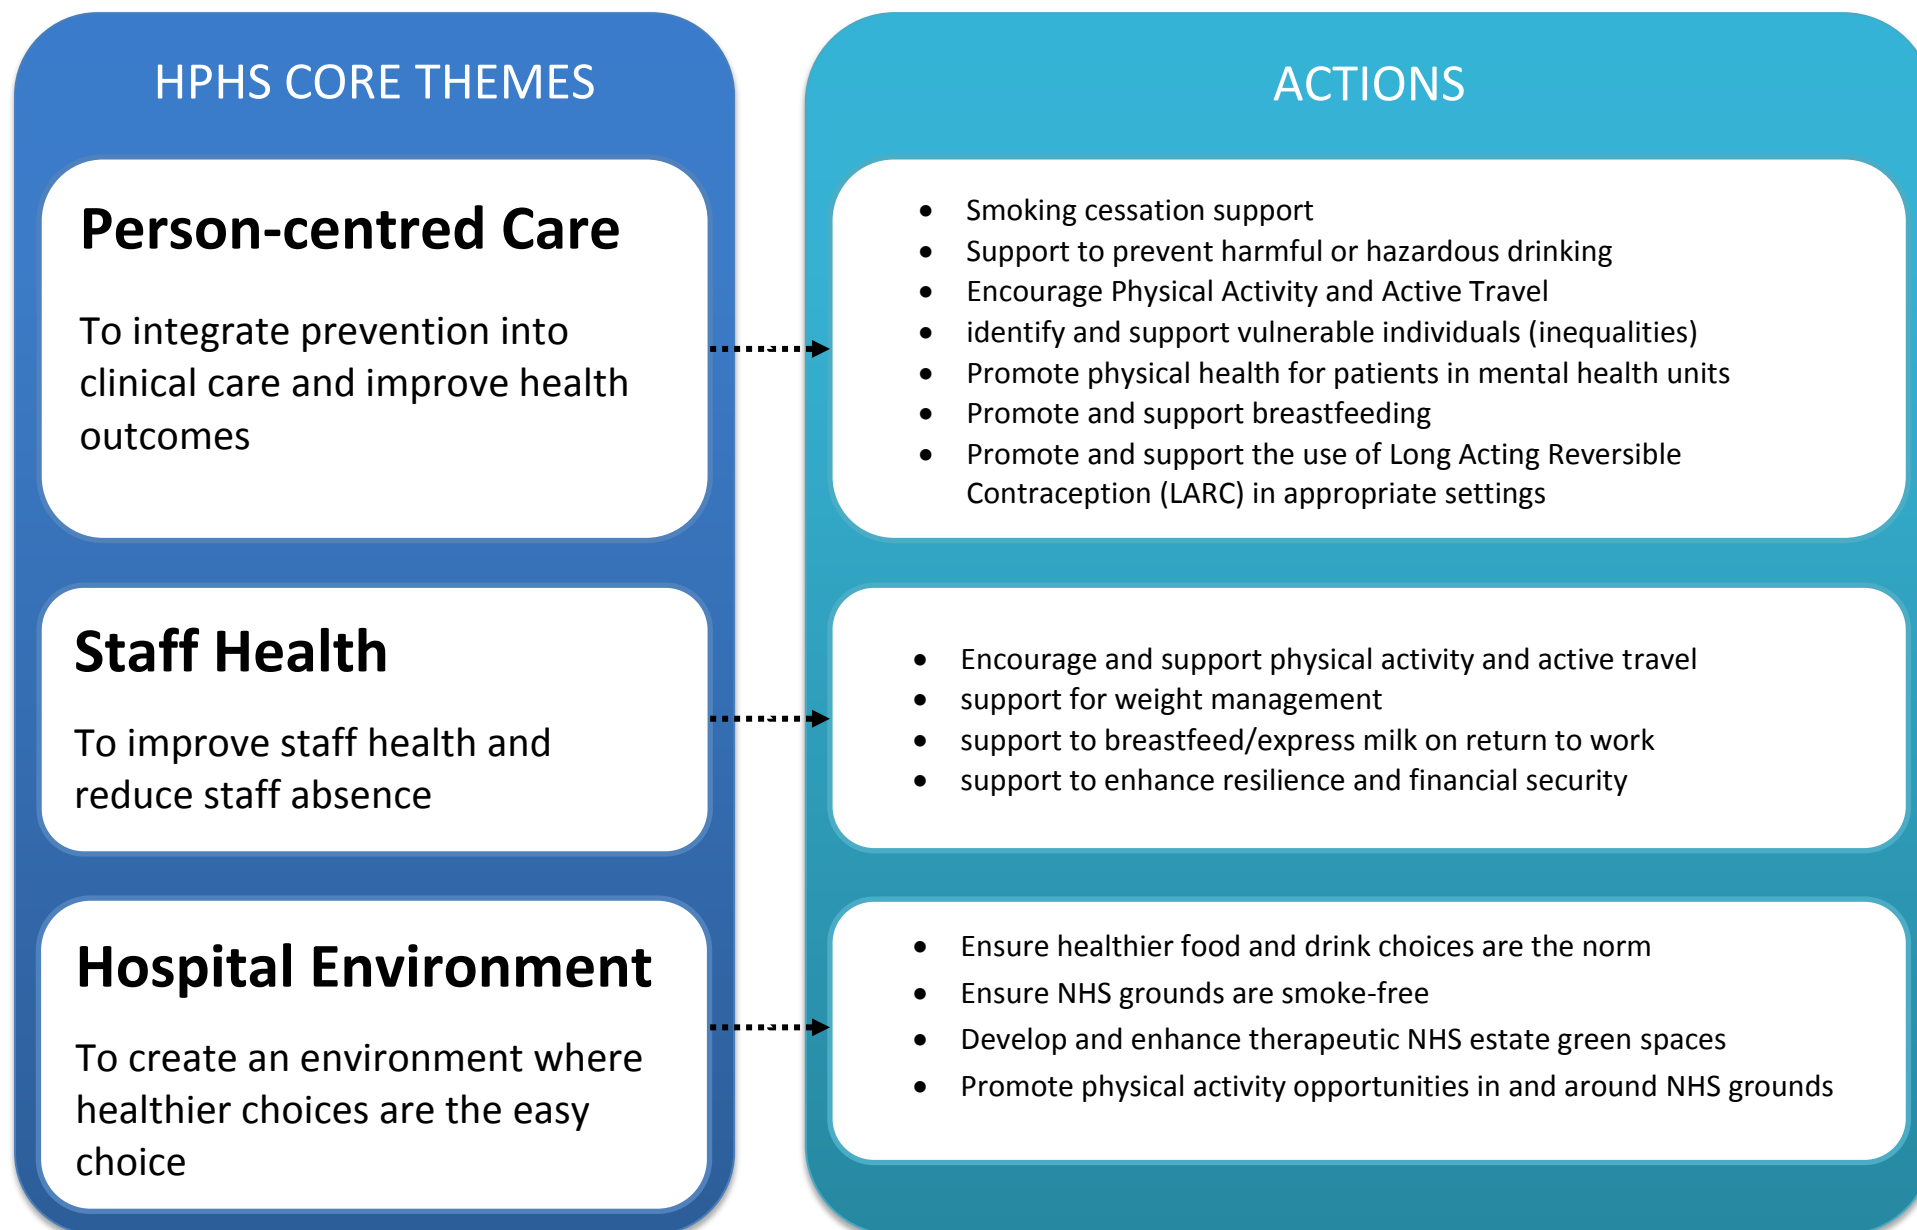 HPHS CORE THEMES
Person-centred Care
To integrate prevention into
clinical care and improve health
outcomes
Staff Health
To improve staff health and
reduce staff absence
Hospital Environment
To create an environment where
healthier choices are the easy
choice
ACTIONS
• Smoking cessation support
• Support to prevent harmful or hazardous drinking
• Encourage Physical Activity and Active Travel
• identify and support vulnerable individuals (inequalities)
• Promote physical health for patients in mental health units
• Promote and support breastfeeding
• Promote and support the use of Long Acting Reversible
Contraception (LARC) in appropriate settings
• Encourage and support physical activity and active travel
• support for weight management
• support to breastfeed/express milk on return to work
• support to enhance resilience and financial security
• Ensure healthier food and drink choices are the norm
• Ensure NHS grounds are smoke-free
• Develop and enhance therapeutic NHS estate green spaces
• Promote physical activity opportunities in and around NHS grounds